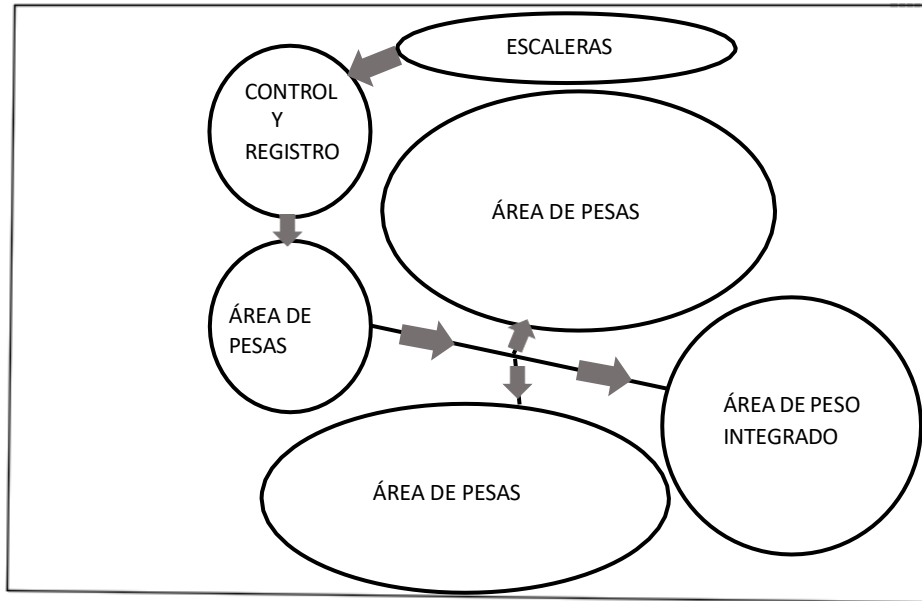 ESCALERAS
CONTROL
Y
REGISTRO
ÁREA DE PESAS
ÁREA DE
PESAS
ÁREA DE PESO
INTEGRADO
ÁREA DE PESAS